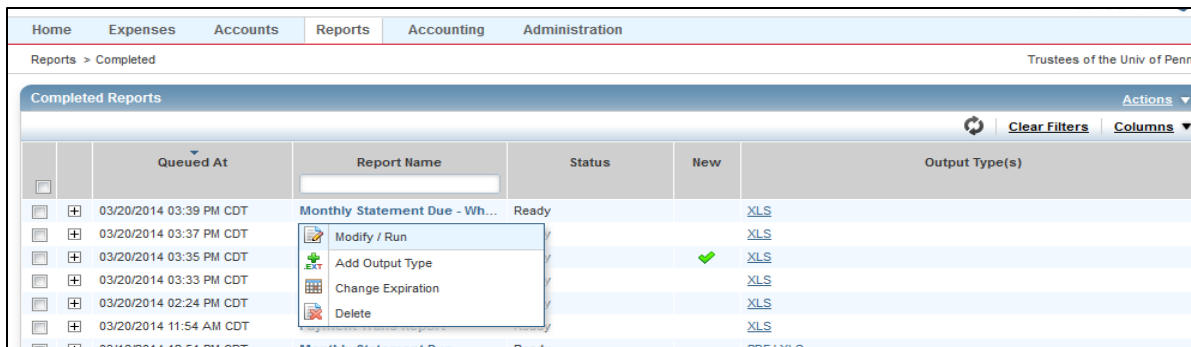 Home Expenses Accounts Reports Accounting Administration
Reports > Completed Trustees of the Univ of Penn
Completed Reports Actions
Clear Filters Columns
Queued At Report Name Status New Output Type(s)
03/20/2014 03:39 PM CDT Monthly Statement Due - Wh... Ready XLS
03/20/2014 03:37 PM CDT Modify / Run XLS
03/20/2014 03:35 PM CDT Add Output Type XLS
03/20/2014 03:33 PM CDT Change Expiration XLS
03/20/2014 02:24 PM CDT Delete XLS
03/20/2014 11:54 AM CDT XLS